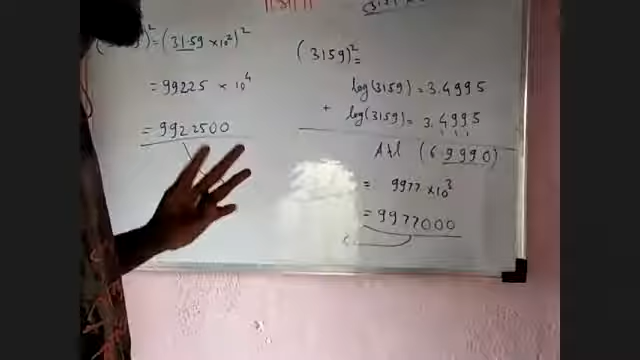 )² = (31.59 × 10²)²
= 99225 × 10⁴
= 9922500
(3159)² =
log(3159) = 3.4995
+ log(3159) = 3.4995
A+l (6.9990)
= 9977 × 10³
= 9977000